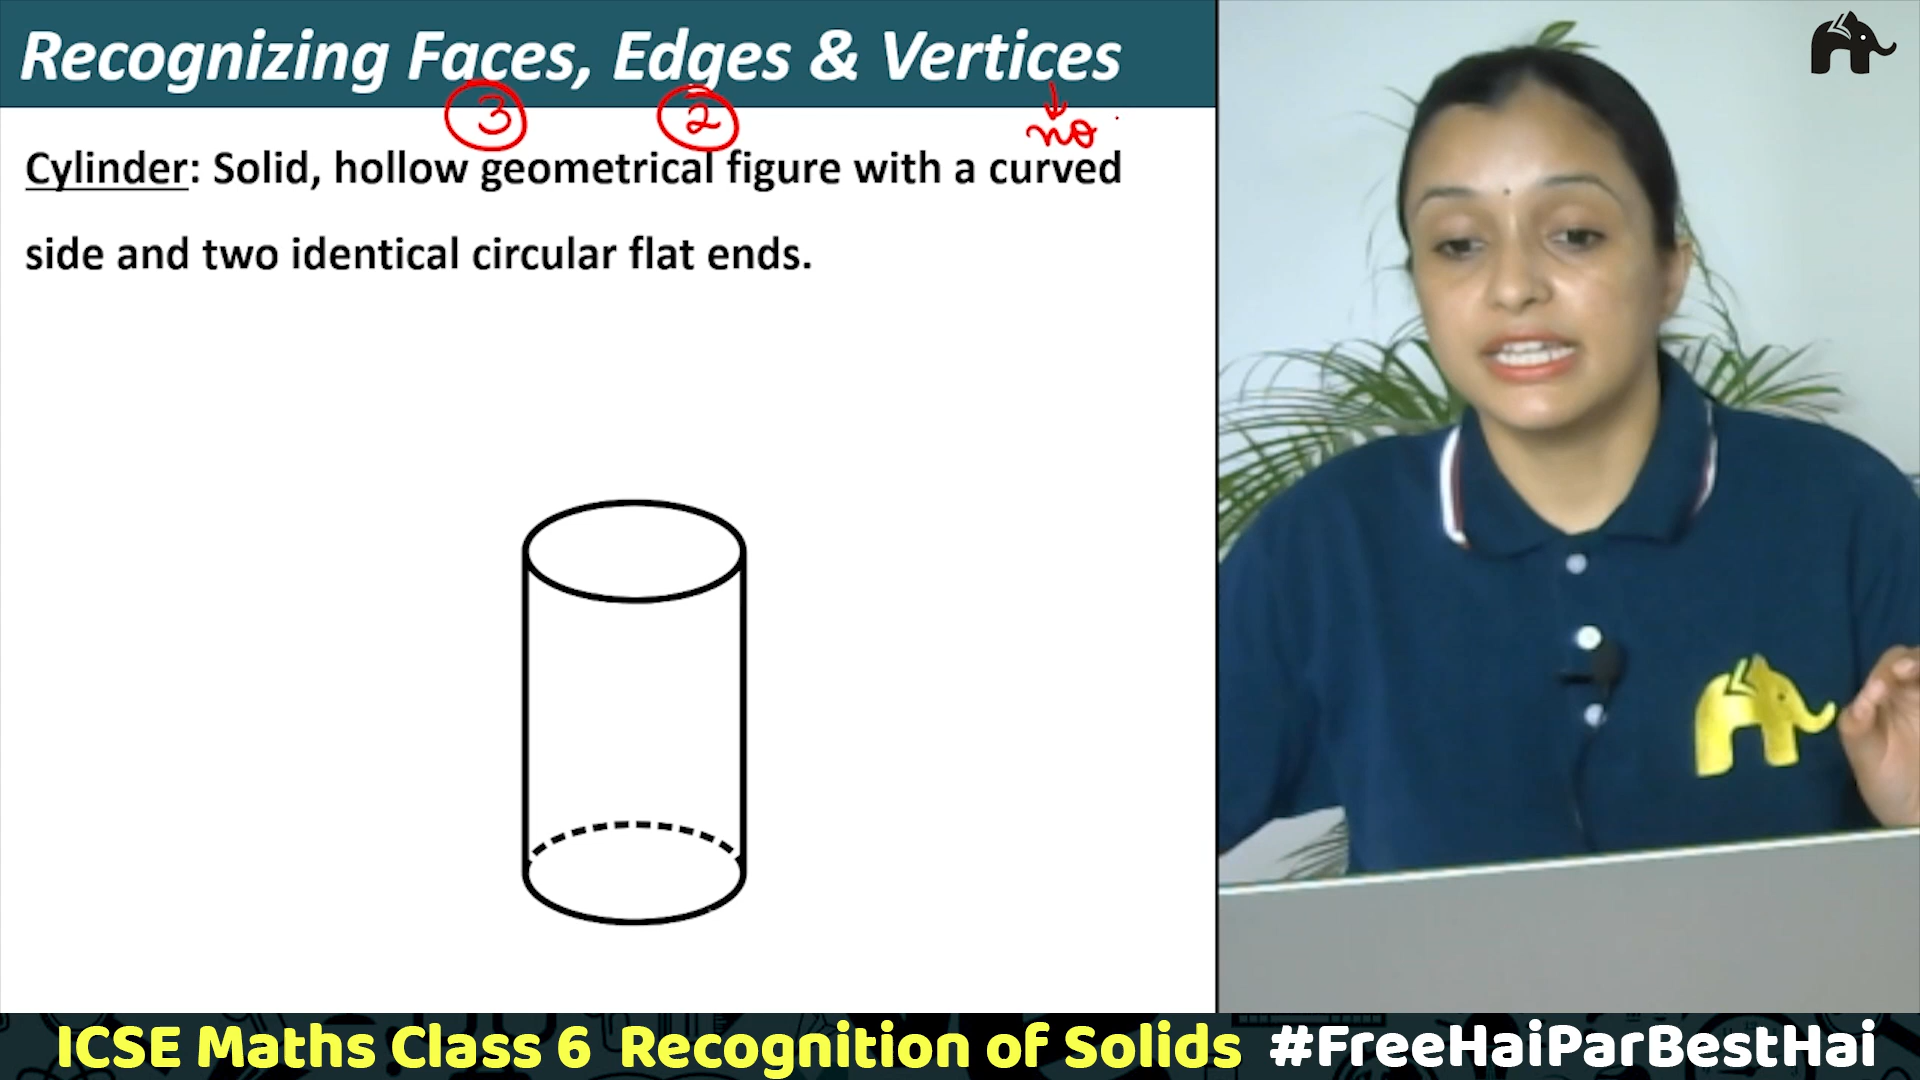 Recognizing Faces, Edges & Vertices
3 2 no
Cylinder: Solid, hollow geometrical figure with a curved
side and two identical circular flat ends.
ICSE Maths Class 6 Recognition of Solids #FreeHaiParBestHai